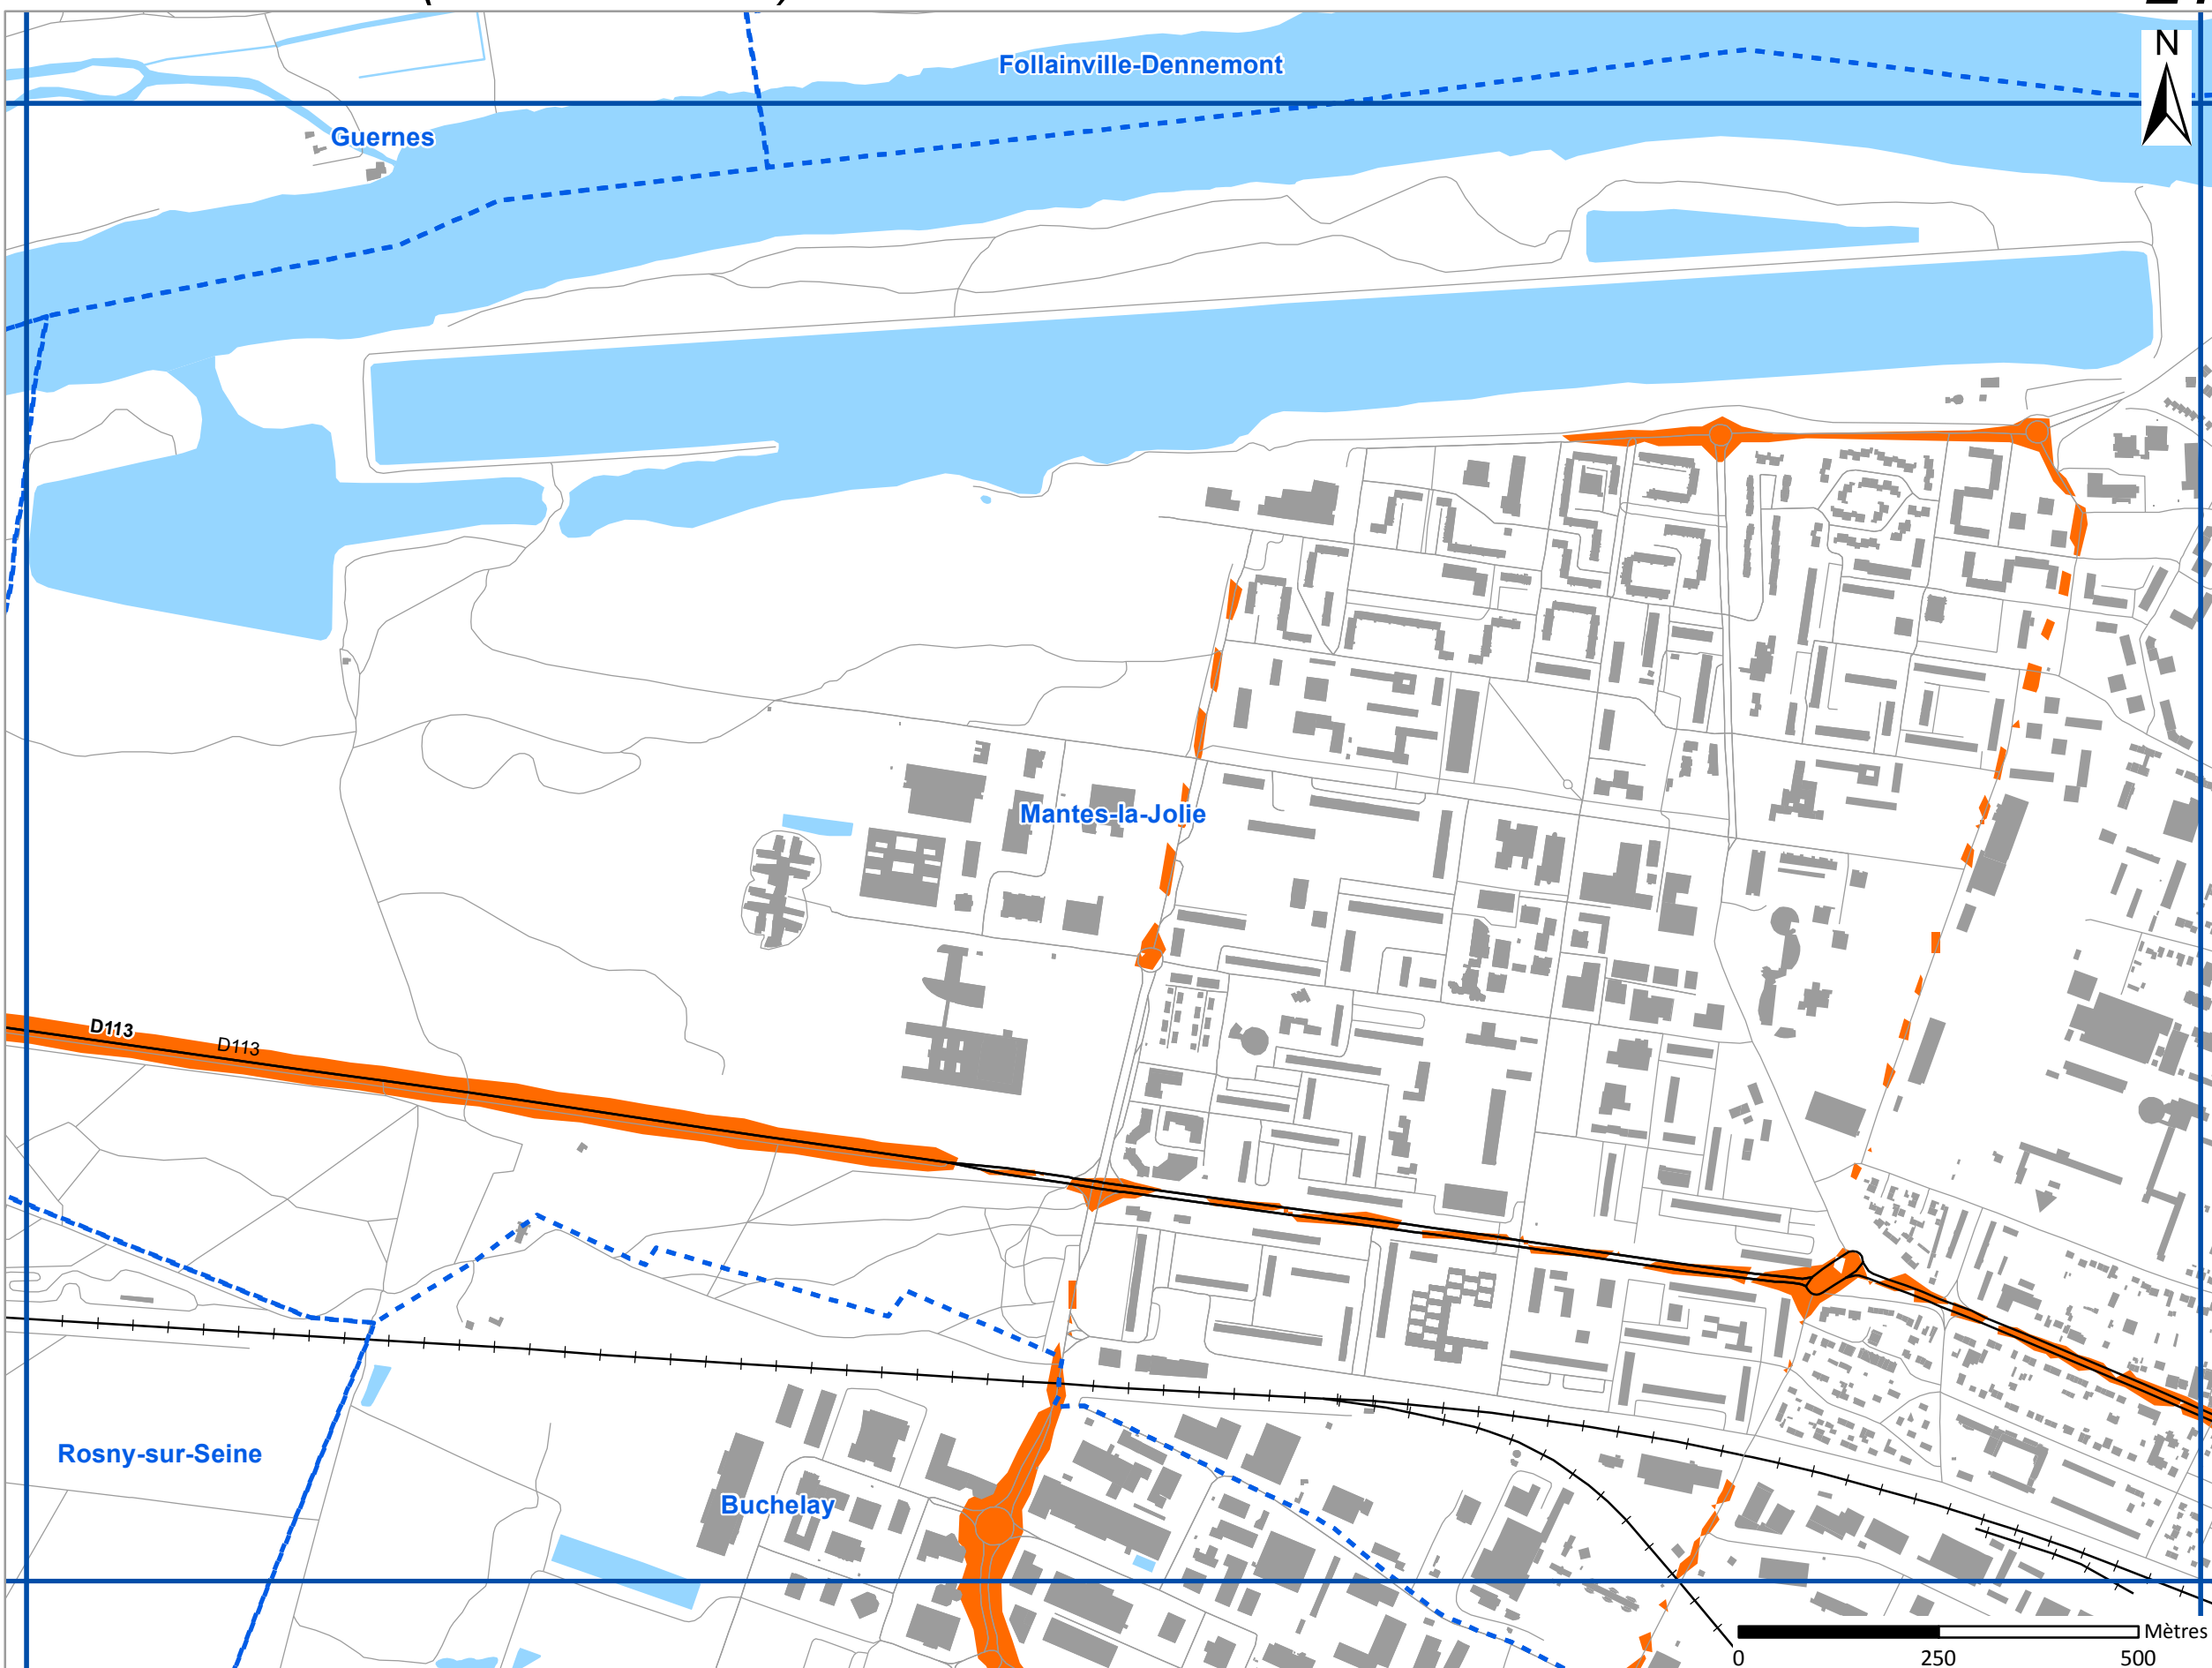 Follainville-Dennemont
N
Guernes
Mantes-la-Jolie
D113
D113
Rosny-sur-Seine
Buchelay
Mètres
0 250 500